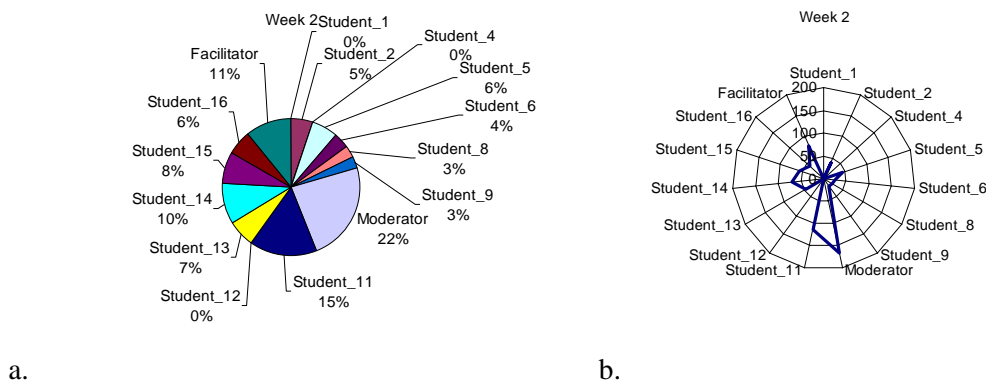 Week 2
Student_1
0%
Student_2
5%
Student_4
0%
Student_5
6%
Student_6
4%
Student_8
3%
Student_9
3%
Moderator
22%
Student_11
15%
Student_12
0%
Student_13
7%
Student_14
10%
Student_15
8%
Student_16
6%
Facilitator
11%
a.
Week 2
Student_1
Student_2
Student_4
Student_5
Student_6
Student_8
Student_9
Moderator
Student_11
Student_12
Student_13
Student_14
Student_15
Student_16
Facilitator
200
150
100
50
0
b.